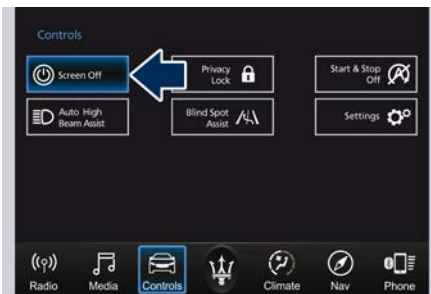 Controls
Screen Off
Privacy
Lock
Start & Stop
Off
Auto High
Beam Assist
Blind Spot
Assist
Settings
Radio
Media
Controls
Climate
Nav
Phone